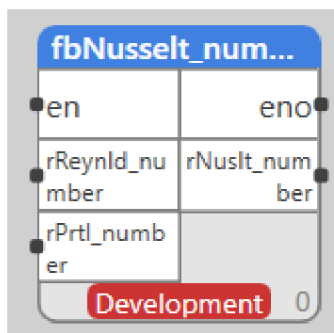 fbNusselt_num...
en eno
rReynld_nu rNuslt_num
mber ber
rPrtl_numb
er
Development 0